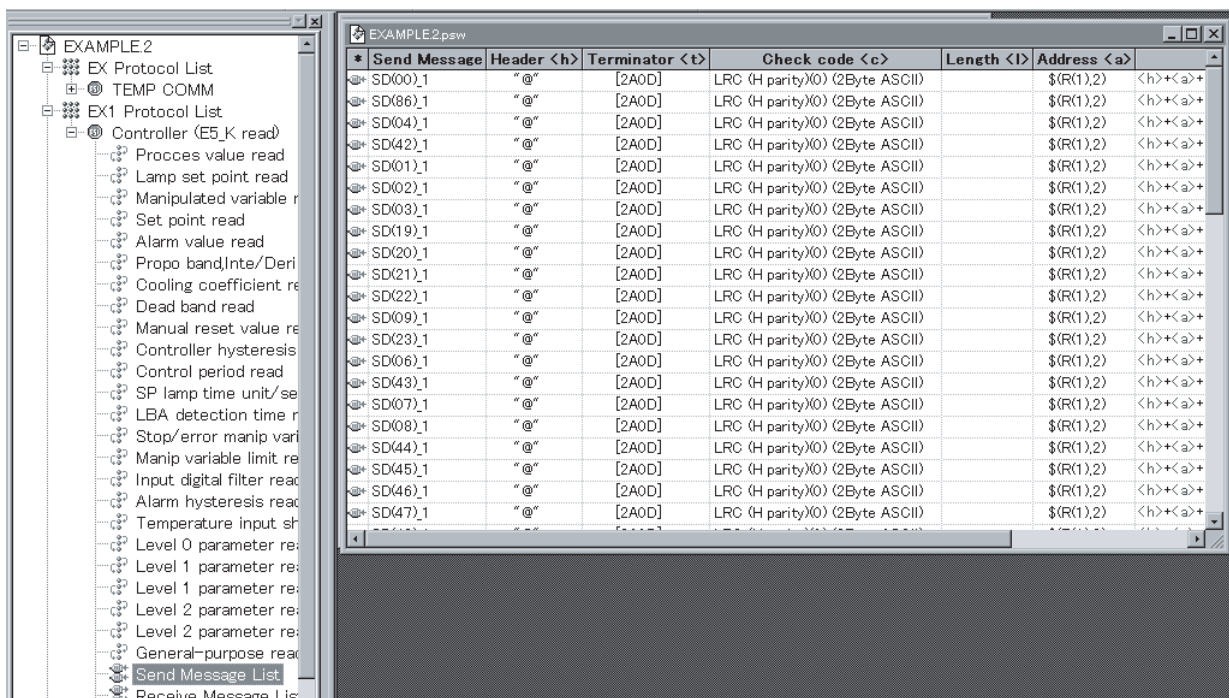 EXAMPLE.2
EX Protocol List
TEMP COMM
EX1 Protocol List
Controller (E5_K read)
Procces value read
Lamp set point read
Manipulated variable r
Set point read
Alarm value read
Propo band,Inte/Deri
Cooling coefficient re
Dead band read
Manual reset value re
Controller hysteresis
Control period read
SP lamp time unit/se
LBA detection time r
Stop/error manip vari
Manip variable limit re
Input digital filter read
Alarm hysteresis read
Temperature input sh
Level 0 parameter rea
Level 1 parameter rea
Level 1 parameter rea
Level 2 parameter rea
Level 2 parameter rea
General-purpose read
Send Message List
Receive Message Lis
EXAMPLE.2.psw
* Send Message Header <h> Terminator <t> Check code <c> Length <l> Address <a>
SD(00)_1 "@" [2A0D] LRC (H parity)(0) (2Byte ASCII) $(R(1),2) <h>+<a>+
SD(86)_1 "@" [2A0D] LRC (H parity)(0) (2Byte ASCII) $(R(1),2) <h>+<a>+
SD(04)_1 "@" [2A0D] LRC (H parity)(0) (2Byte ASCII) $(R(1),2) <h>+<a>+
SD(42)_1 "@" [2A0D] LRC (H parity)(0) (2Byte ASCII) $(R(1),2) <h>+<a>+
SD(01)_1 "@" [2A0D] LRC (H parity)(0) (2Byte ASCII) $(R(1),2) <h>+<a>+
SD(02)_1 "@" [2A0D] LRC (H parity)(0) (2Byte ASCII) $(R(1),2) <h>+<a>+
SD(03)_1 "@" [2A0D] LRC (H parity)(0) (2Byte ASCII) $(R(1),2) <h>+<a>+
SD(19)_1 "@" [2A0D] LRC (H parity)(0) (2Byte ASCII) $(R(1),2) <h>+<a>+
SD(20)_1 "@" [2A0D] LRC (H parity)(0) (2Byte ASCII) $(R(1),2) <h>+<a>+
SD(21)_1 "@" [2A0D] LRC (H parity)(0) (2Byte ASCII) $(R(1),2) <h>+<a>+
SD(22)_1 "@" [2A0D] LRC (H parity)(0) (2Byte ASCII) $(R(1),2) <h>+<a>+
SD(09)_1 "@" [2A0D] LRC (H parity)(0) (2Byte ASCII) $(R(1),2) <h>+<a>+
SD(23)_1 "@" [2A0D] LRC (H parity)(0) (2Byte ASCII) $(R(1),2) <h>+<a>+
SD(06)_1 "@" [2A0D] LRC (H parity)(0) (2Byte ASCII) $(R(1),2) <h>+<a>+
SD(43)_1 "@" [2A0D] LRC (H parity)(0) (2Byte ASCII) $(R(1),2) <h>+<a>+
SD(07)_1 "@" [2A0D] LRC (H parity)(0) (2Byte ASCII) $(R(1),2) <h>+<a>+
SD(08)_1 "@" [2A0D] LRC (H parity)(0) (2Byte ASCII) $(R(1),2) <h>+<a>+
SD(44)_1 "@" [2A0D] LRC (H parity)(0) (2Byte ASCII) $(R(1),2) <h>+<a>+
SD(45)_1 "@" [2A0D] LRC (H parity)(0) (2Byte ASCII) $(R(1),2) <h>+<a>+
SD(46)_1 "@" [2A0D] LRC (H parity)(0) (2Byte ASCII) $(R(1),2) <h>+<a>+
SD(47)_1 "@" [2A0D] LRC (H parity)(0) (2Byte ASCII) $(R(1),2) <h>+<a>+